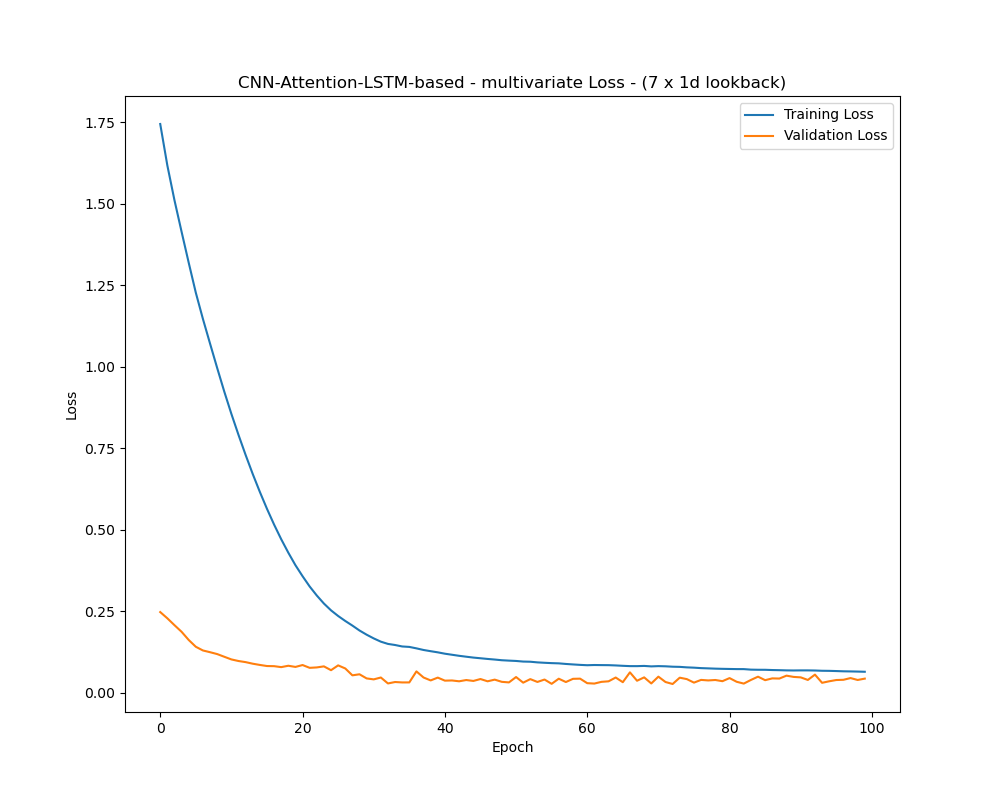 CNN-Attention-LSTM-based - multivariate Loss - (7 x 1d lookback)
Training Loss
Validation Loss
1.75
1.50
1.25
1.00
0.75
0.50
0.25
0.00
Loss
0 20 40 60 80 100
Epoch